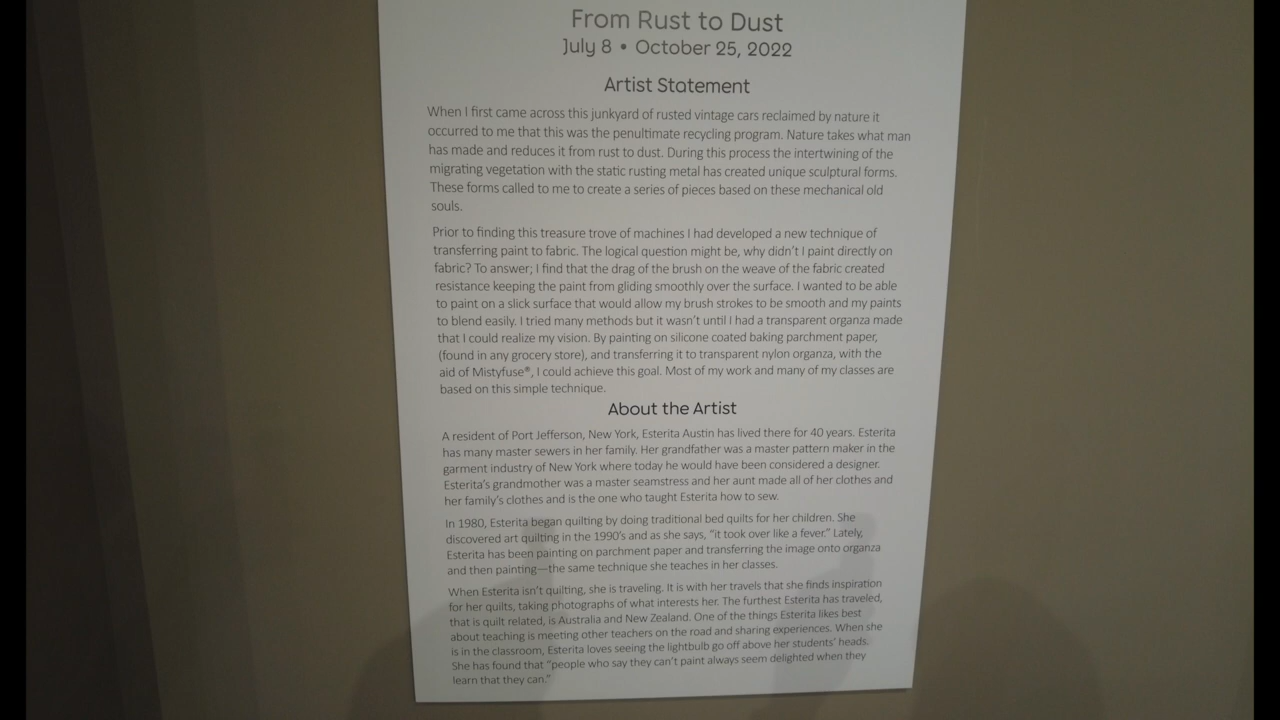 From Rust to Dust
July 8 • October 25, 2022
Artist Statement
When I first came across this junkyard of rusted vintage cars reclaimed by nature it
occurred to me that this was the penultimate recycling program. Nature takes what man
has made and reduces it from rust to dust. During this process the intertwining of the
migrating vegetation with the static rusting metal has created unique sculptural forms.
These forms called to me to create a series of pieces based on these mechanical old
souls.
Prior to finding this treasure trove of machines I had developed a new technique of
transferring paint to fabric. The logical question might be, why didn't I paint directly on
fabric? To answer; I find that the drag of the brush on the weave of the fabric created
resistance keeping the paint from gliding smoothly over the surface. I wanted to be able
to paint on a slick surface that would allow my brush strokes to be smooth and my paints
to blend easily. I tried many methods but it wasn't until I had a transparent organza made
that I could realize my vision. By painting on silicone coated baking parchment paper,
(found in any grocery store), and transferring it to transparent nylon organza, with the
aid of Mistyfuse®, I could achieve this goal. Most of my work and many of my classes are
based on this simple technique.
About the Artist
A resident of Port Jefferson, New York, Esterita Austin has lived there for 40 years. Esterita
has many master sewers in her family. Her grandfather was a master pattern maker in the
garment industry of New York where today he would have been considered a designer.
Esterita's grandmother was a master seamstress and her aunt made all of her clothes and
her family's clothes and is the one who taught Esterita how to sew.
In 1980, Esterita began quilting by doing traditional bed quilts for her children. She
discovered art quilting in the 1990's and as she says, "it took over like a fever." Lately,
Esterita has been painting on parchment paper and transferring the image onto organza
and then painting—the same technique she teaches in her classes.
When Esterita isn't quilting, she is traveling. It is with her travels that she finds inspiration
for her quilts, taking photographs of what interests her. The furthest Esterita has traveled,
that is quilt related, is Australia and New Zealand. One of the things Esterita likes best
about teaching is meeting other teachers on the road and sharing experiences. When she
is in the classroom, Esterita loves seeing the lightbulb go off above her students' heads.
She has found that "people who say they can't paint always seem delighted when they
learn that they can."